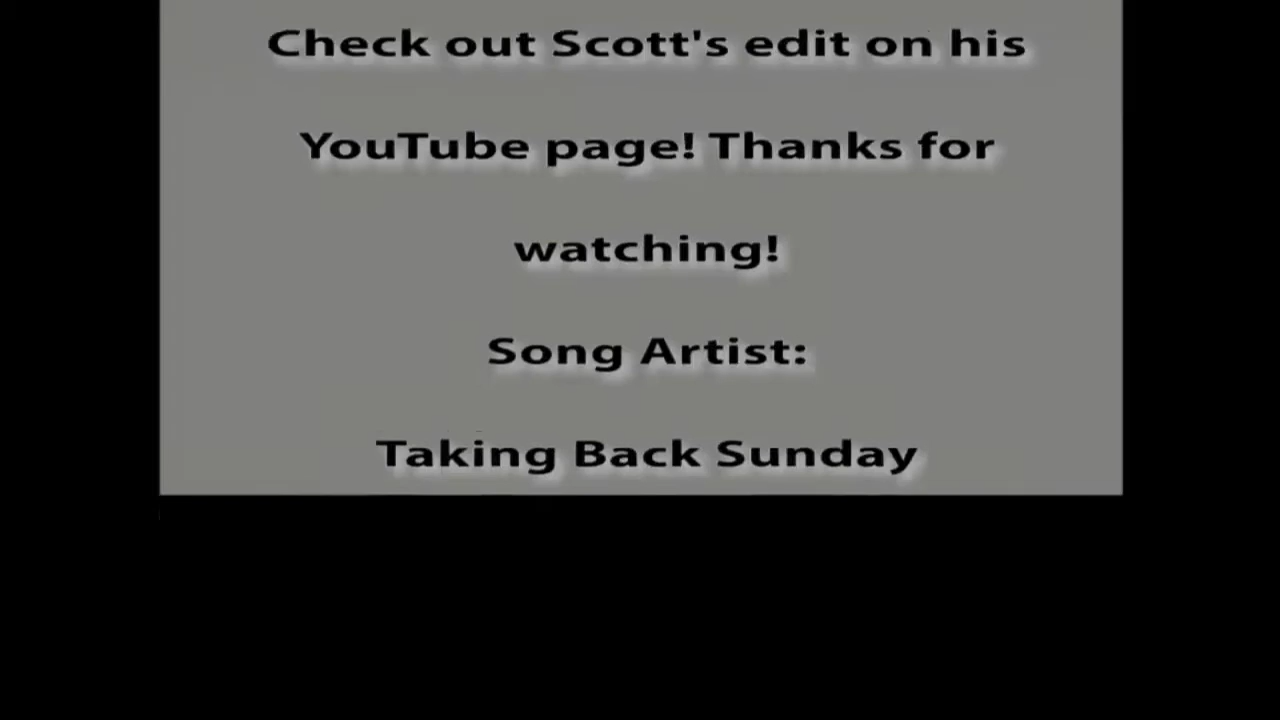 Check out Scott's edit on his
YouTube page! Thanks for
watching!
Song Artist:
Taking Back Sunday